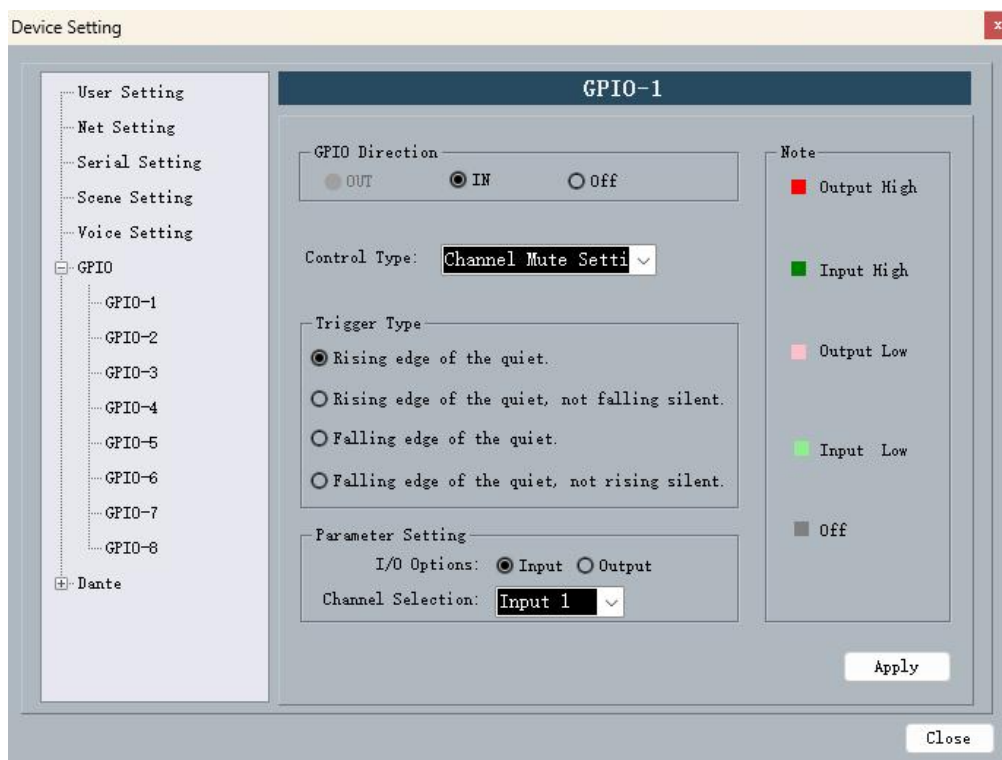 Device Setting
x
User Setting
Net Setting
Serial Setting
Scene Setting
Voice Setting
GPIO
GPIO-1
GPIO-2
GPIO-3
GPIO-4
GPIO-5
GPIO-6
GPIO-7
GPIO-8
Dante
GPIO-1
GPIO Direction
OUT IN Off
Control Type: Channel Mute Setti
Trigger Type
Rising edge of the quiet.
Rising edge of the quiet, not falling silent.
Falling edge of the quiet.
Falling edge of the quiet, not rising silent.
Parameter Setting
I/O Options: Input Output
Channel Selection: Input 1
Note
Output High
Input High
Output Low
Input Low
Off
Apply
Close